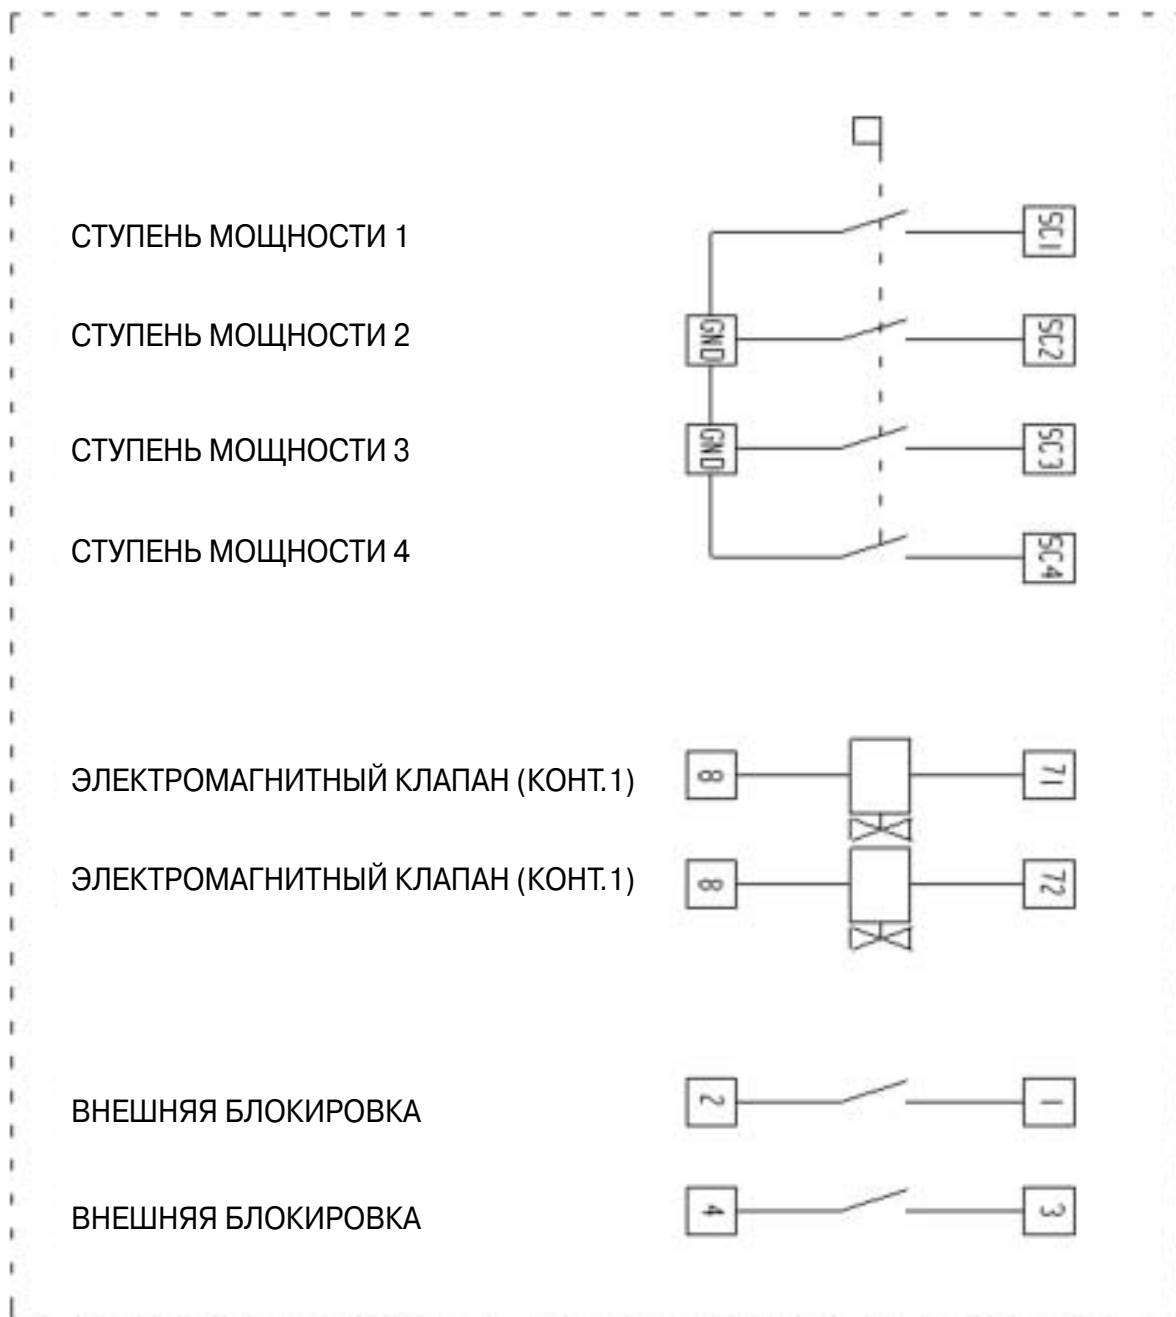 СТУПЕНЬ МОЩНОСТИ 1 SC1
СТУПЕНЬ МОЩНОСТИ 2 GND SC2
СТУПЕНЬ МОЩНОСТИ 3 GND SC3
СТУПЕНЬ МОЩНОСТИ 4 SC4
ЭЛЕКТРОМАГНИТНЫЙ КЛАПАН (КОНТ.1) 8 71
ЭЛЕКТРОМАГНИТНЫЙ КЛАПАН (КОНТ.1) 8 72
ВНЕШНЯЯ БЛОКИРОВКА 2 1
ВНЕШНЯЯ БЛОКИРОВКА 4 3